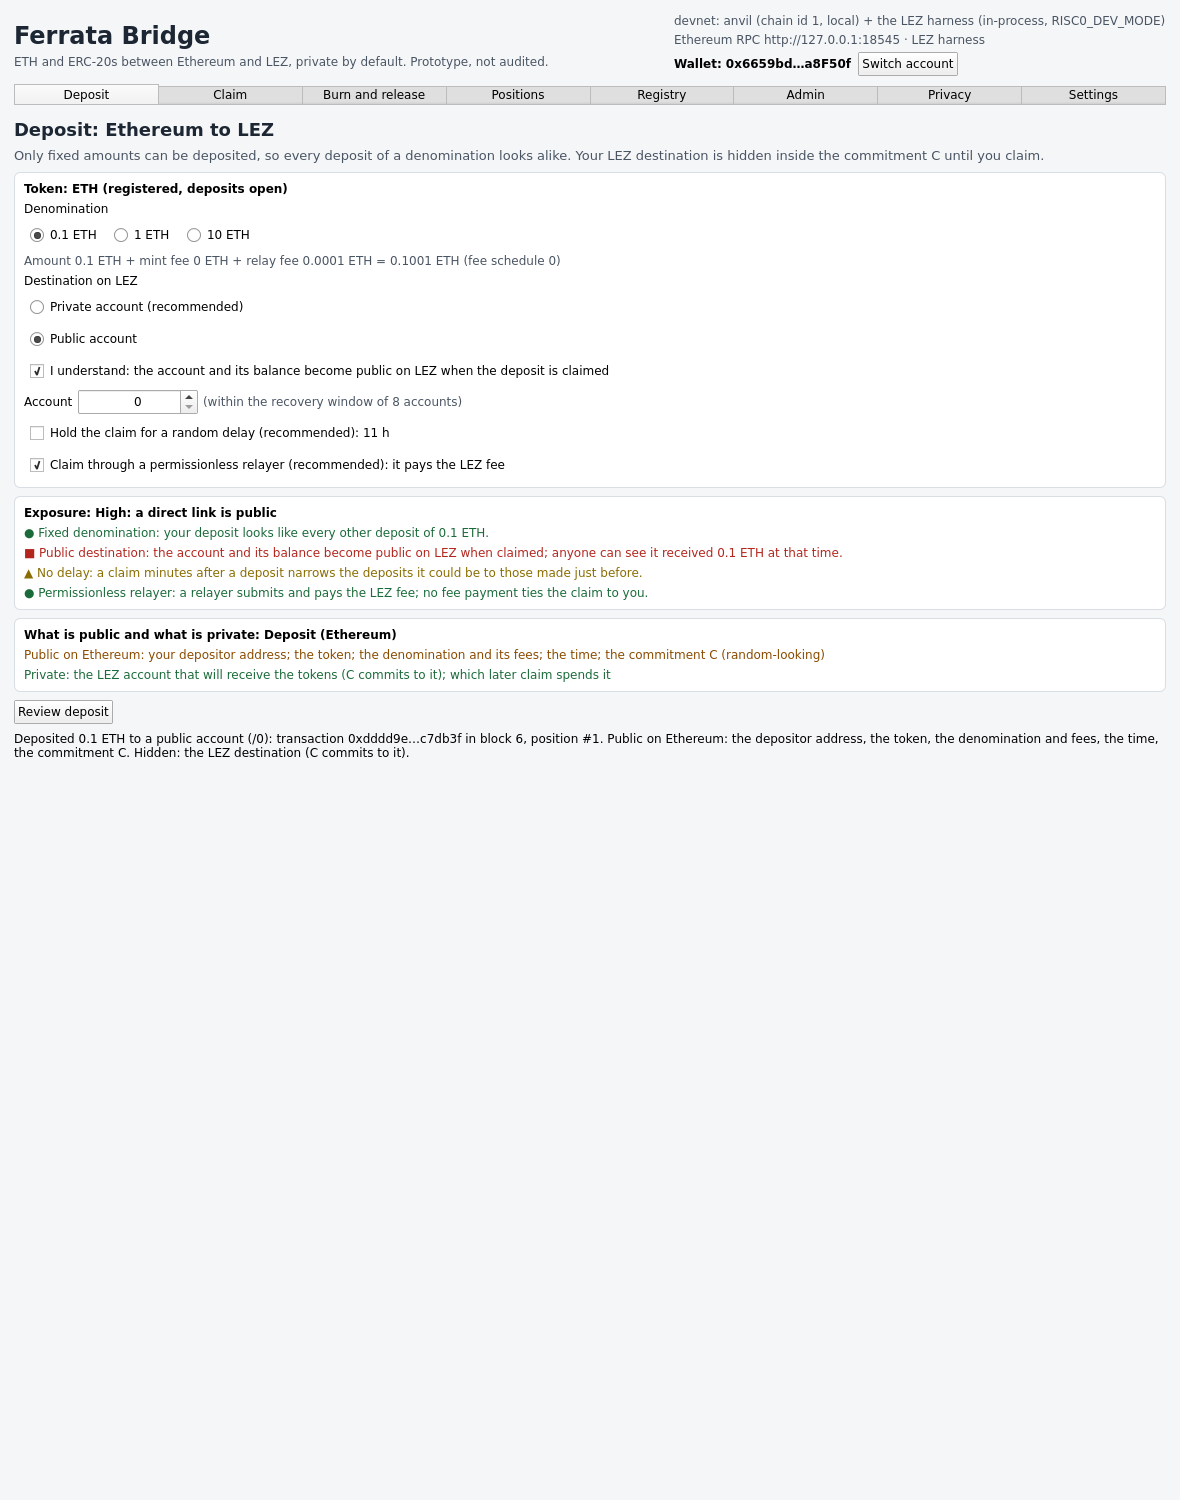 Ferrata Bridge
ETH and ERC-20s between Ethereum and LEZ, private by default. Prototype, not audited.
devnet: anvil (chain id 1, local) + the LEZ harness (in-process, RISC0_DEV_MODE)
Ethereum RPC http://127.0.0.1:18545 · LEZ harness
Wallet: 0x6659bd…a8F50f Switch account
Deposit Claim Burn and release Positions Registry Admin Privacy Settings
Deposit: Ethereum to LEZ
Only fixed amounts can be deposited, so every deposit of a denomination looks alike. Your LEZ destination is hidden inside the commitment C until you claim.
Token: ETH (registered, deposits open)
Denomination
0.1 ETH 1 ETH 10 ETH
Amount 0.1 ETH + mint fee 0 ETH + relay fee 0.0001 ETH = 0.1001 ETH (fee schedule 0)
Destination on LEZ
Private account (recommended)
Public account
I understand: the account and its balance become public on LEZ when the deposit is claimed
Account 0 (within the recovery window of 8 accounts)
Hold the claim for a random delay (recommended): 11 h
Claim through a permissionless relayer (recommended): it pays the LEZ fee
Exposure: High: a direct link is public
● Fixed denomination: your deposit looks like every other deposit of 0.1 ETH.
■ Public destination: the account and its balance become public on LEZ when claimed; anyone can see it received 0.1 ETH at that time.
▲ No delay: a claim minutes after a deposit narrows the deposits it could be to those made just before.
● Permissionless relayer: a relayer submits and pays the LEZ fee; no fee payment ties the claim to you.
What is public and what is private: Deposit (Ethereum)
Public on Ethereum: your depositor address; the token; the denomination and its fees; the time; the commitment C (random-looking)
Private: the LEZ account that will receive the tokens (C commits to it); which later claim spends it
Review deposit
Deposited 0.1 ETH to a public account (/0): transaction 0xdddd9e…c7db3f in block 6, position #1. Public on Ethereum: the depositor address, the token, the denomination and fees, the time,
the commitment C. Hidden: the LEZ destination (C commits to it).